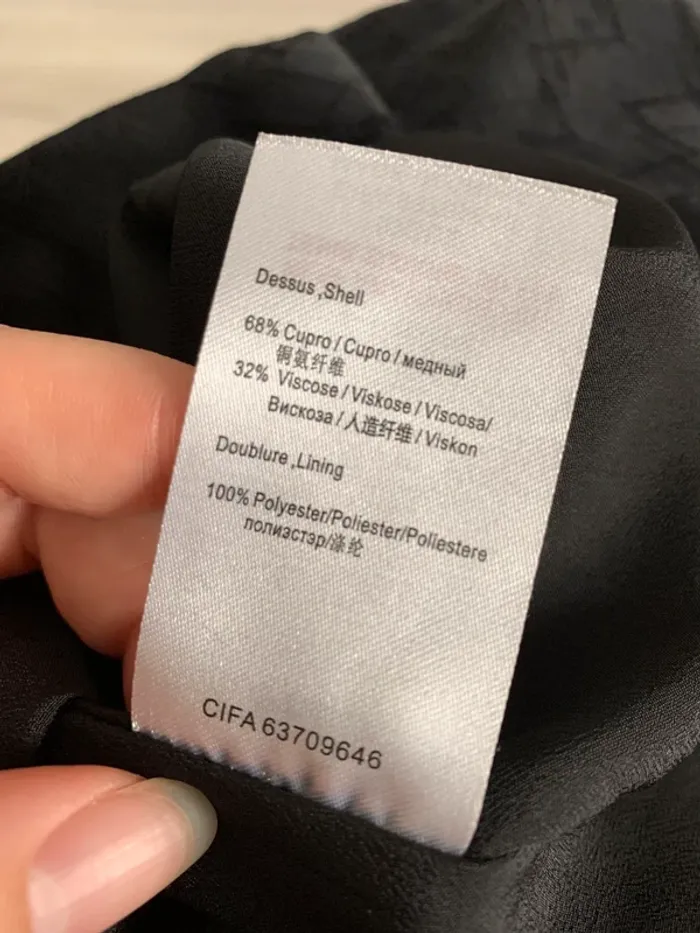 Dessus ,Shell
68% Cupro / Cupro / медный
铜氨纤维
32% Viscose / Viskose / Viscosa/
Вискоза / 人造纤维 / Viskon
Doublure ,Lining
100% Polyester/Poliester/Poliestere
полиэстэр/涤纶
CIFA 63709646